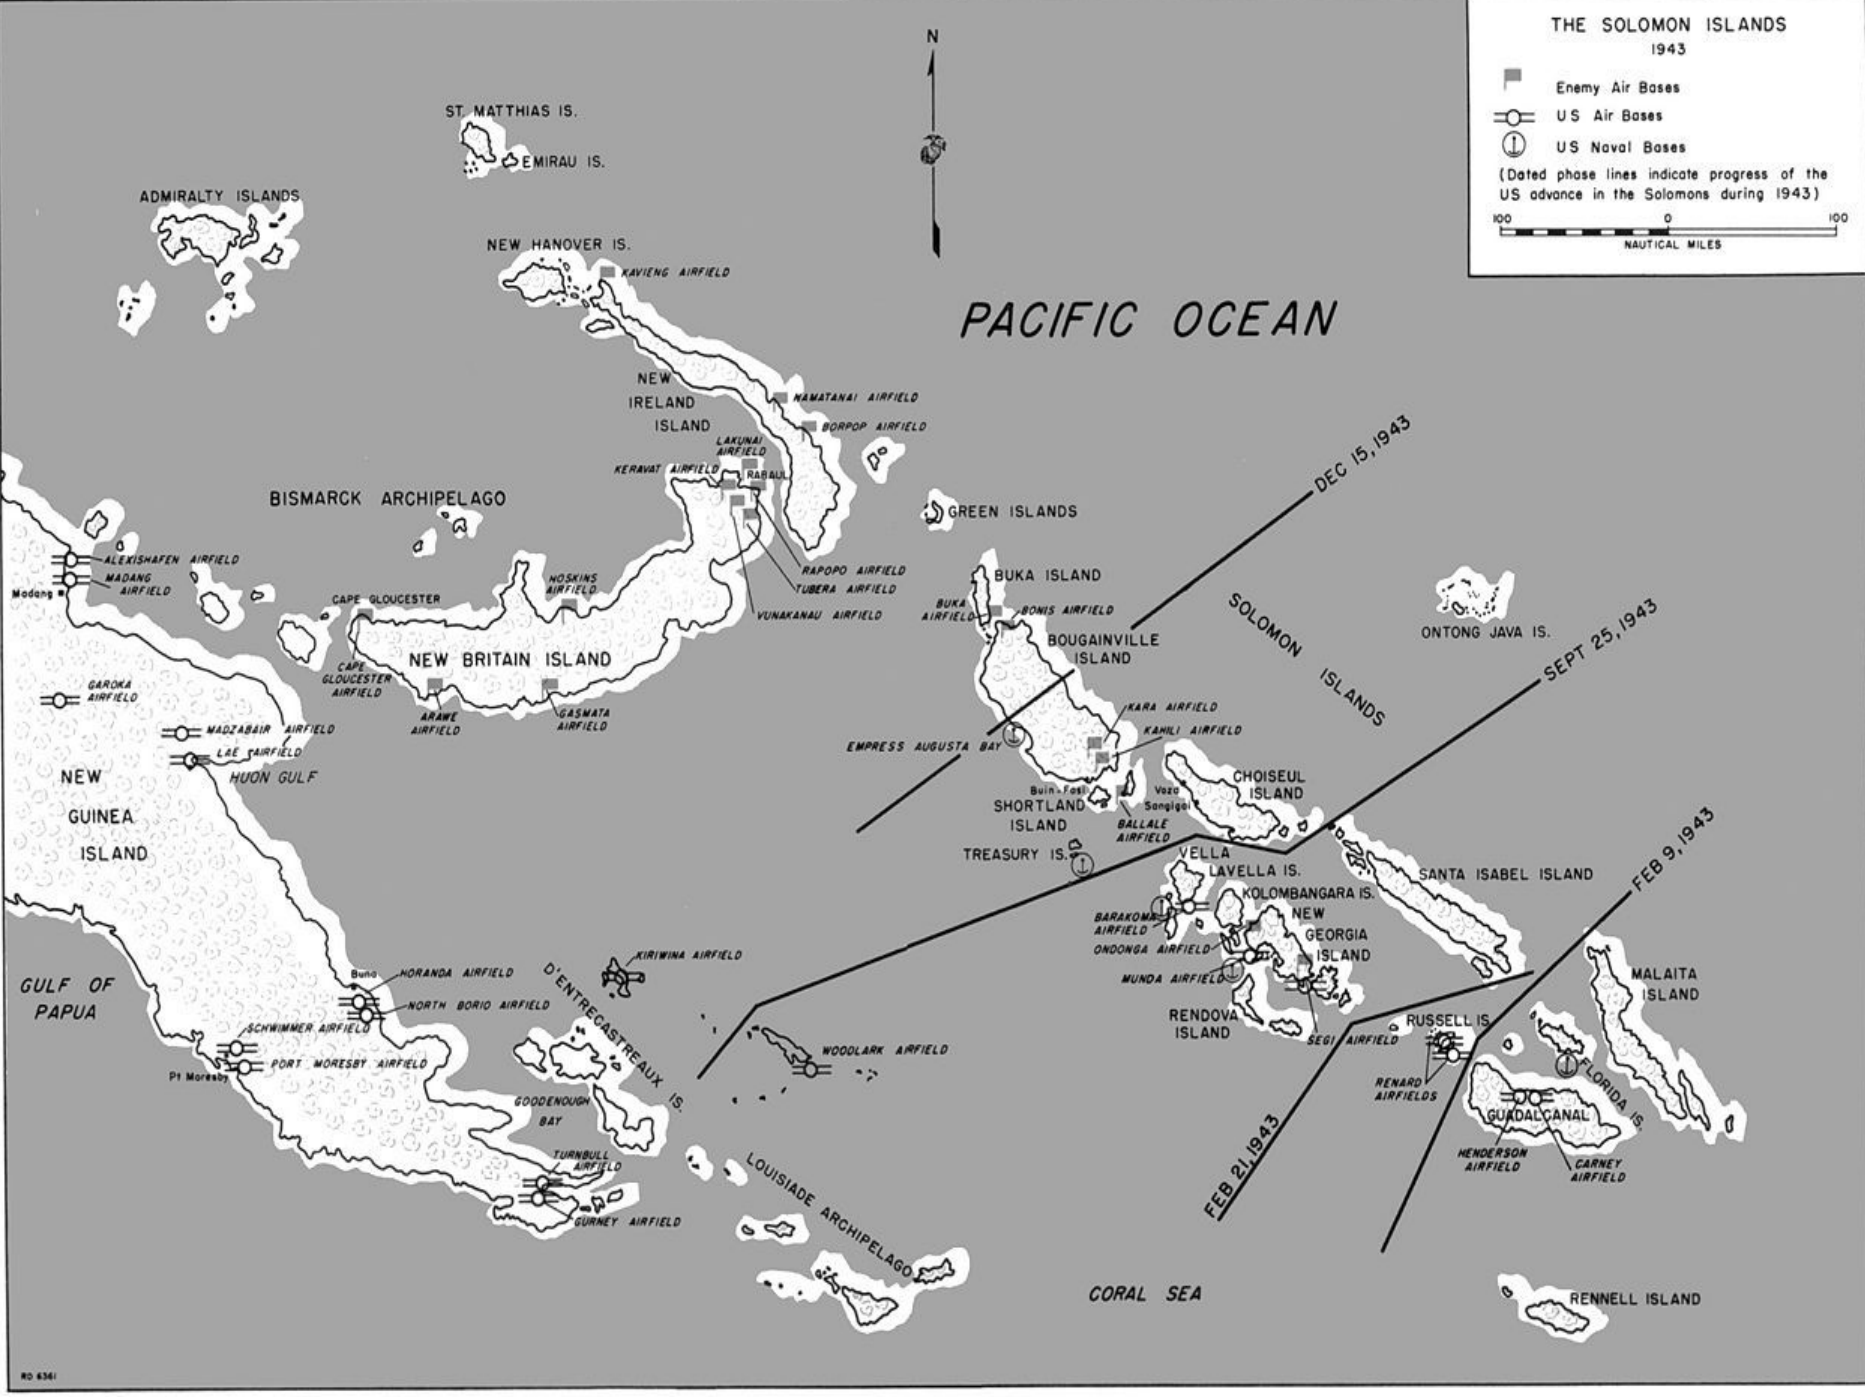 THE SOLOMON ISLANDS
1943
Enemy Air Bases
US Air Bases
US Naval Bases
(Dated phase lines indicate progress of the
US advance in the Solomons during 1943)
100 0 100
NAUTICAL MILES
N
ST. MATTHIAS IS.
EMIRAU IS.
ADMIRALTY ISLANDS
NEW HANOVER IS.
KAVIENG AIRFIELD
PACIFIC OCEAN
NEW
IRELAND
ISLAND
NAMATANAI AIRFIELD
BORPOP AIRFIELD
LAKUNAI
AIRFIELD
KERAVAT AIRFIELD
RABAUL
BISMARCK ARCHIPELAGO
DEC 15, 1943
GREEN ISLANDS
ALEXISHAFEN AIRFIELD
MADANG
AIRFIELD
Madang
RAPOPO AIRFIELD
TUBERA AIRFIELD
VUNAKANAU AIRFIELD
HOSKINS
AIRFIELD
CAPE GLOUCESTER
BUKA ISLAND
BUKA
AIRFIELD
BONIS AIRFIELD
BOUGAINVILLE
ISLAND
SOLOMON ISLANDS
ONTONG JAVA IS.
SEPT 25, 1943
NEW BRITAIN ISLAND
CAPE
GLOUCESTER
AIRFIELD
ARAWE
AIRFIELD
GASMATA
AIRFIELD
GAROKA
AIRFIELD
MADZABAIR AIRFIELD
LAE AIRFIELD
HUON GULF
NEW
GUINEA
ISLAND
KARA AIRFIELD
KAHILI AIRFIELD
EMPRESS AUGUSTA BAY
Buin-Fasi
SHORTLAND
ISLAND
BALLALE
AIRFIELD
TREASURY IS.
Voza
Sangigai
CHOISEUL
ISLAND
FEB 9, 1943
VELLA
LAVELLA IS.
KOLOMBANGARA IS.
SANTA ISABEL ISLAND
NEW
GEORGIA
ISLAND
BARAKOMA
AIRFIELD
ONDONGA AIRFIELD
MUNDA AIRFIELD
RENDOVA
ISLAND
SEGI AIRFIELD
RUSSELL IS.
RENARD
AIRFIELDS
MALAITA
ISLAND
FLORIDA IS.
GUADALCANAL
HENDERSON
AIRFIELD
CARNEY
AIRFIELD
FEB 21, 1943
GULF OF
PAPUA
Buna
HORANDA AIRFIELD
NORTH BORIO AIRFIELD
SCHWIMMER AIRFIELD
PORT MORESBY AIRFIELD
Pt Moresby
KIRIWINA AIRFIELD
D'ENTRECASTREAUX IS.
WOODLARK AIRFIELD
GOODENOUGH
BAY
TURNBULL
AIRFIELD
GURNEY AIRFIELD
LOUISIADE ARCHIPELAGO
CORAL SEA
RENNELL ISLAND
RD 6361